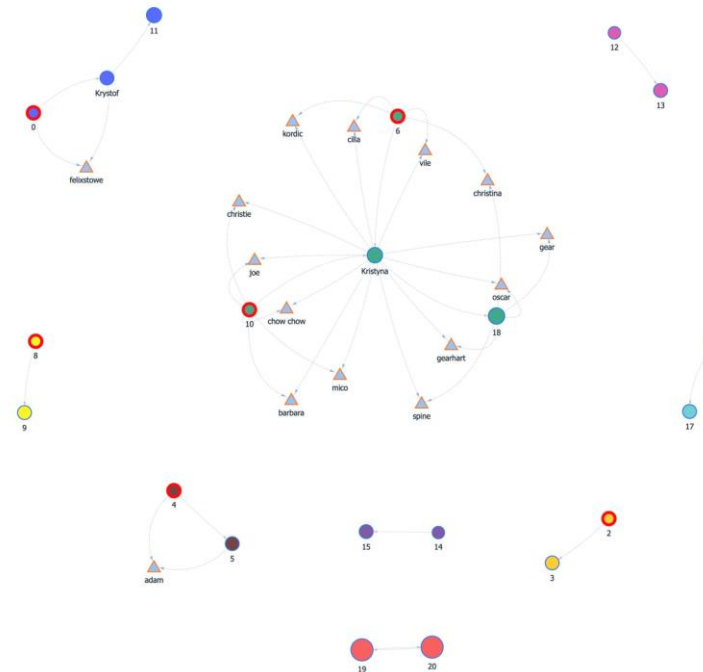 11
12
Krystof
13
0
felixstowe
kordic
cilla
6
vile
christina
christie
gear
joe
Kristyna
oscar
10
chow chow
18
gearhart
8
mico
barbara
spine
9
17
4
5
adam
15
14
2
3
19
20